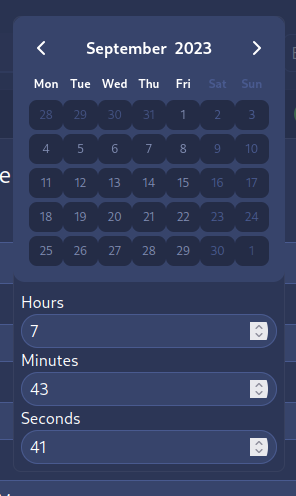 September 2023
Mon Tue Wed Thu Fri Sat Sun
28 29 30 31 1 2 3
4 5 6 7 8 9 10
11 12 13 14 15 16 17
18 19 20 21 22 23 24
25 26 27 28 29 30 1
e
Hours
7
Minutes
43
Seconds
41